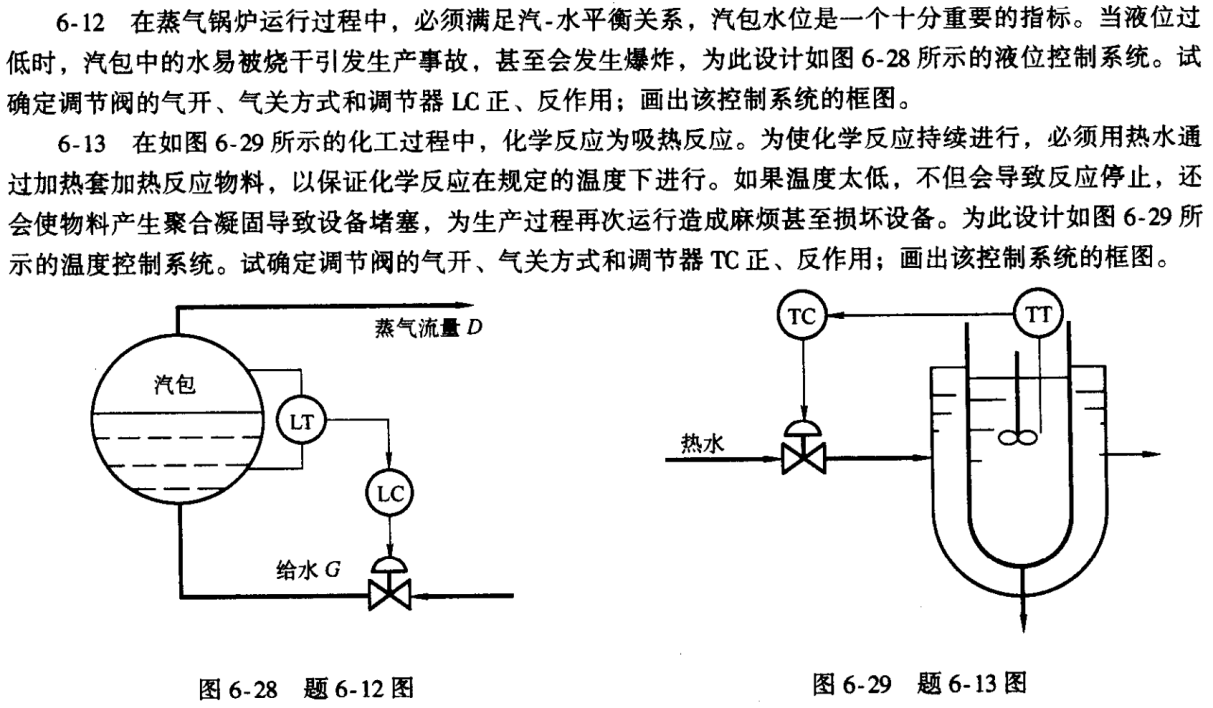 6-12 在蒸气锅炉运行过程中，必须满足汽-水平衡关系，汽包水位是一个十分重要的指标。当液位过
低时，汽包中的水易被烧干引发生产事故，甚至会发生爆炸，为此设计如图 6-28 所示的液位控制系统。试
确定调节阀的气开、气关方式和调节器 LC 正、反作用；画出该控制系统的框图。
6-13 在如图 6-29 所示的化工过程中，化学反应为吸热反应。为使化学反应持续进行，必须用热水通
过加热套加热反应物料，以保证化学反应在规定的温度下进行。如果温度太低，不但会导致反应停止，还
会使物料产生聚合凝固导致设备堵塞，为生产过程再次运行造成麻烦甚至损坏设备。为此设计如图 6-29 所
示的温度控制系统。试确定调节阀的气开、气关方式和调节器 TC 正、反作用；画出该控制系统的框图。
蒸气流量 D
汽包
LT
LC
给水 G
TC
TT
热水
图 6-28 题 6-12 图
图 6-29 题 6-13 图